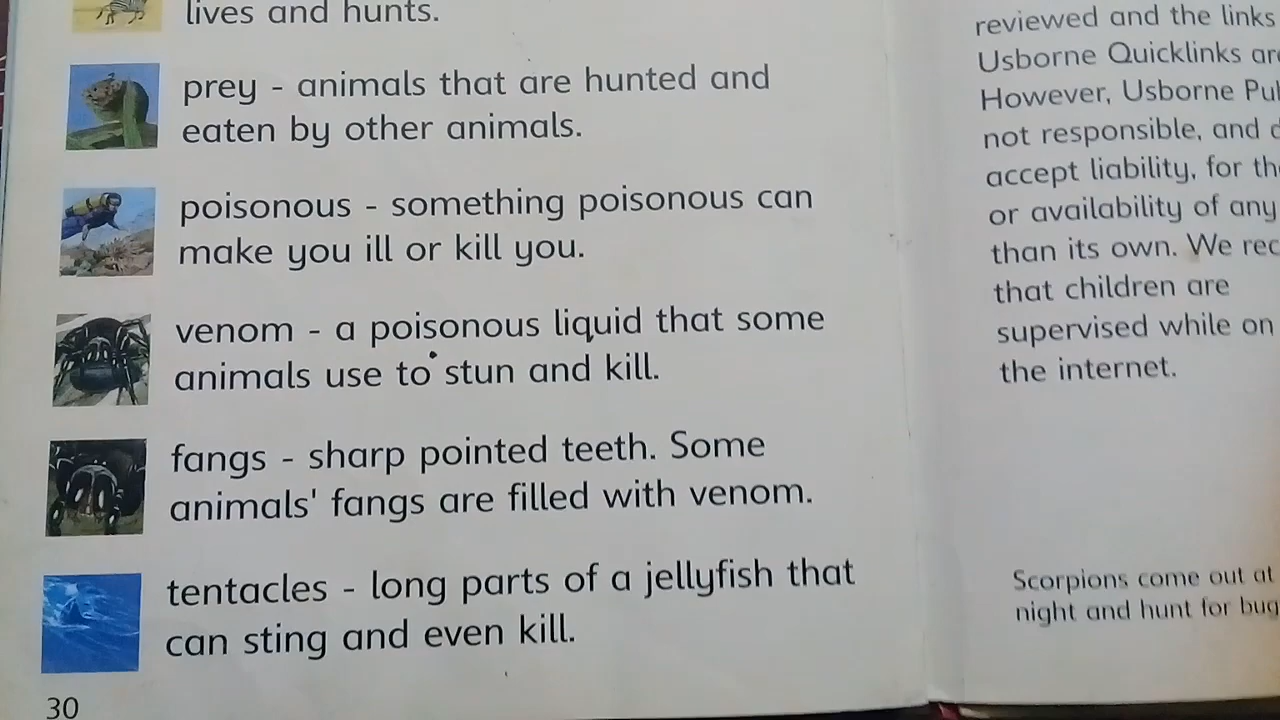 lives and hunts.
prey - animals that are hunted and
eaten by other animals.
poisonous - something poisonous can
make you ill or kill you.
venom - a poisonous liquid that some
animals use to stun and kill.
fangs - sharp pointed teeth. Some
animals' fangs are filled with venom.
tentacles - long parts of a jellyfish that
can sting and even kill.
30
reviewed and the links
Usborne Quicklinks
However, Usborne
not responsible, and
accept liability, for
or availability of any
than its own. We
that children are
supervised while on
the internet.
Scorpions come out at
night and hunt for